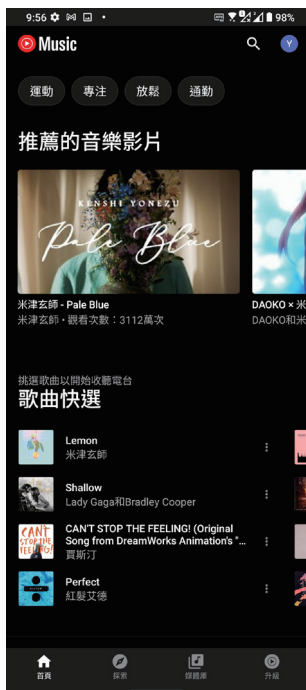 9:56
98%
Music
Y
運動
專注
放鬆
通勤
推薦的音樂影片
KENSHI YONEZU
Pale Blue
米津玄師 - Pale Blue
DAOKO × 米
米津玄師・觀看次數：3112萬次
DAOKO和米
挑選歌曲以開始收聽電台
歌曲快選
Lemon
米津玄師
Shallow
Lady Gaga和Bradley Cooper
CAN'T STOP THE FEELING!
CAN'T STOP THE FEELING! (Original
Song from DreamWorks Animation's "...
賈斯汀
Perfect
紅髮艾德
首頁
探索
媒體庫
升級